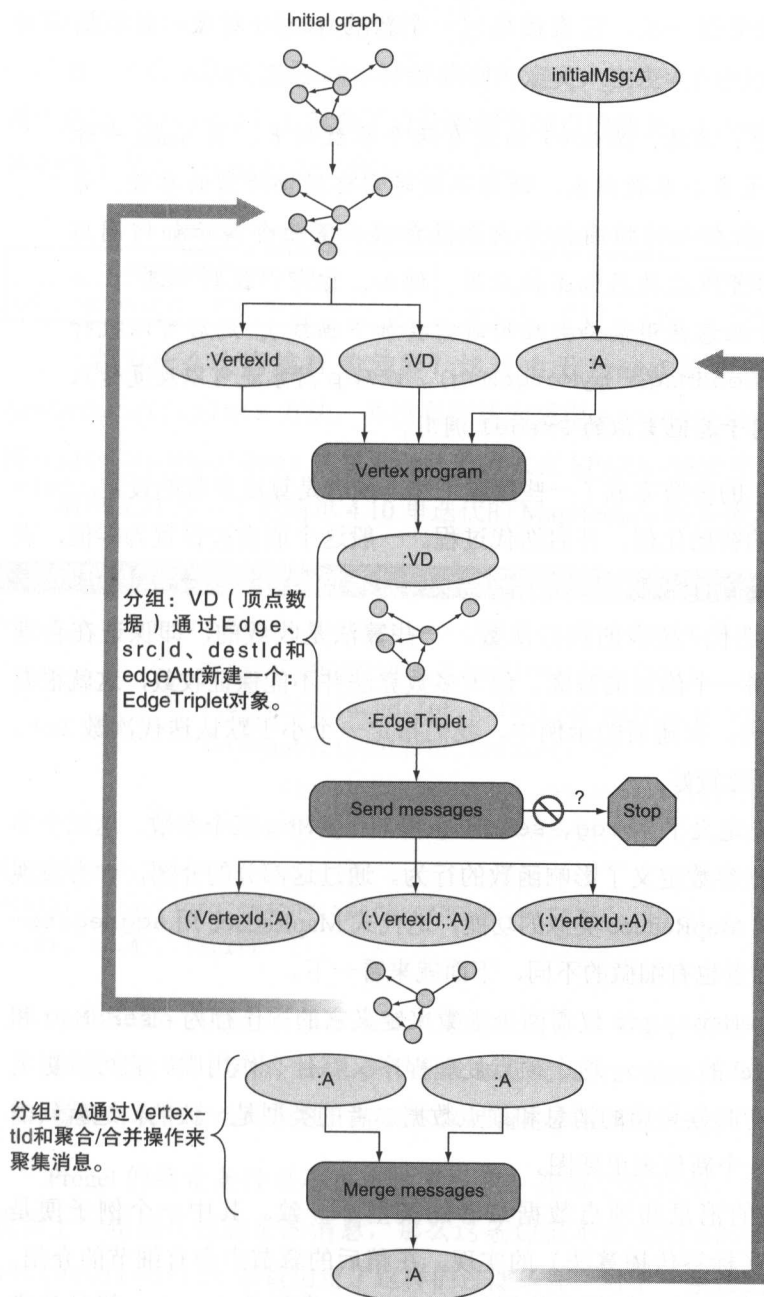 Initial graph
initialMsg:A
:VertexId
:VD
:A
Vertex program
:VD
分组：VD（顶点数
据）通过Edge、
srcId、destId和
edgeAttr新建一个：
EdgeTriplet对象。
:EdgeTriplet
Send messages
?
Stop
(:VertexId,:A)
(:VertexId,:A)
(:VertexId,:A)
:A
:A
分组：A通过Vertex-
tId和聚合/合并操作来
聚集消息。
Merge messages
:A